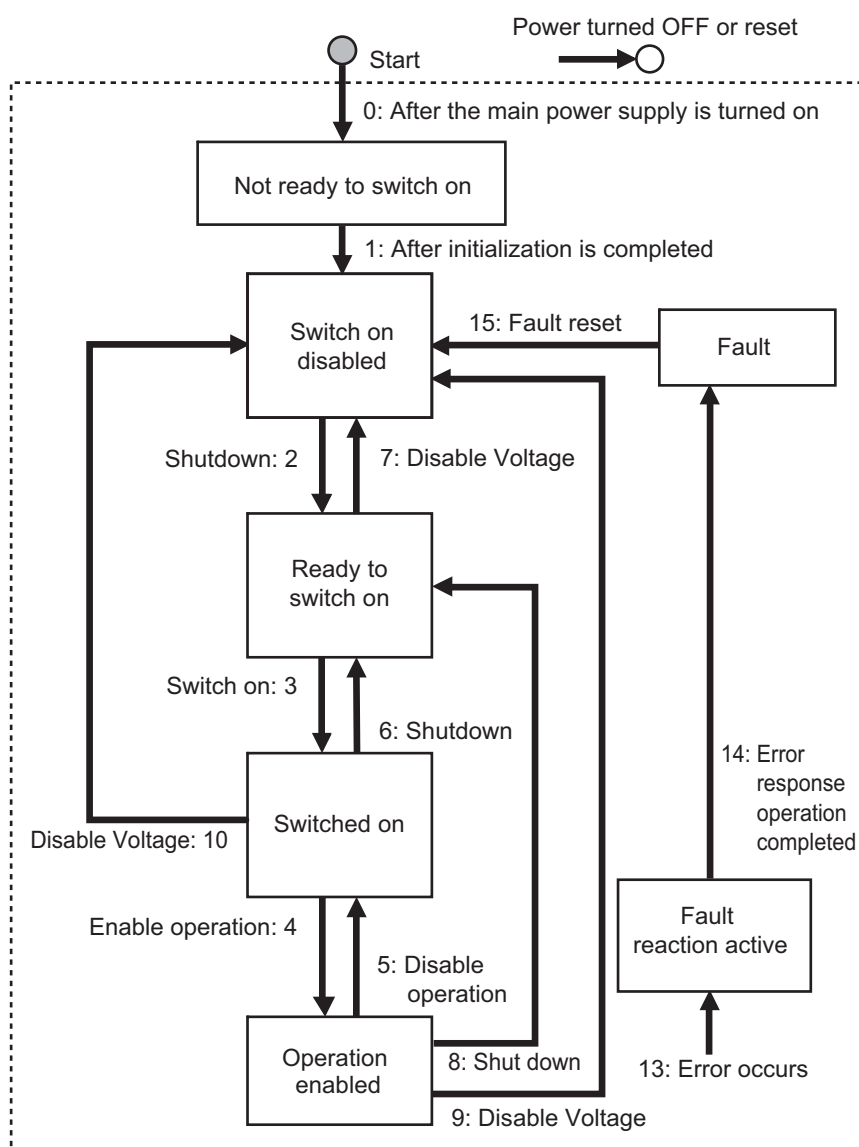 Power turned OFF or reset
Start
0: After the main power supply is turned on
Not ready to switch on
1: After initialization is completed
Switch on
disabled
15: Fault reset
Fault
Shutdown: 2
7: Disable Voltage
Ready to
switch on
Switch on: 3
6: Shutdown
14: Error
response
operation
completed
Switched on
Disable Voltage: 10
Fault
reaction active
Enable operation: 4
5: Disable
operation
Operation
enabled
8: Shut down
13: Error occurs
9: Disable Voltage